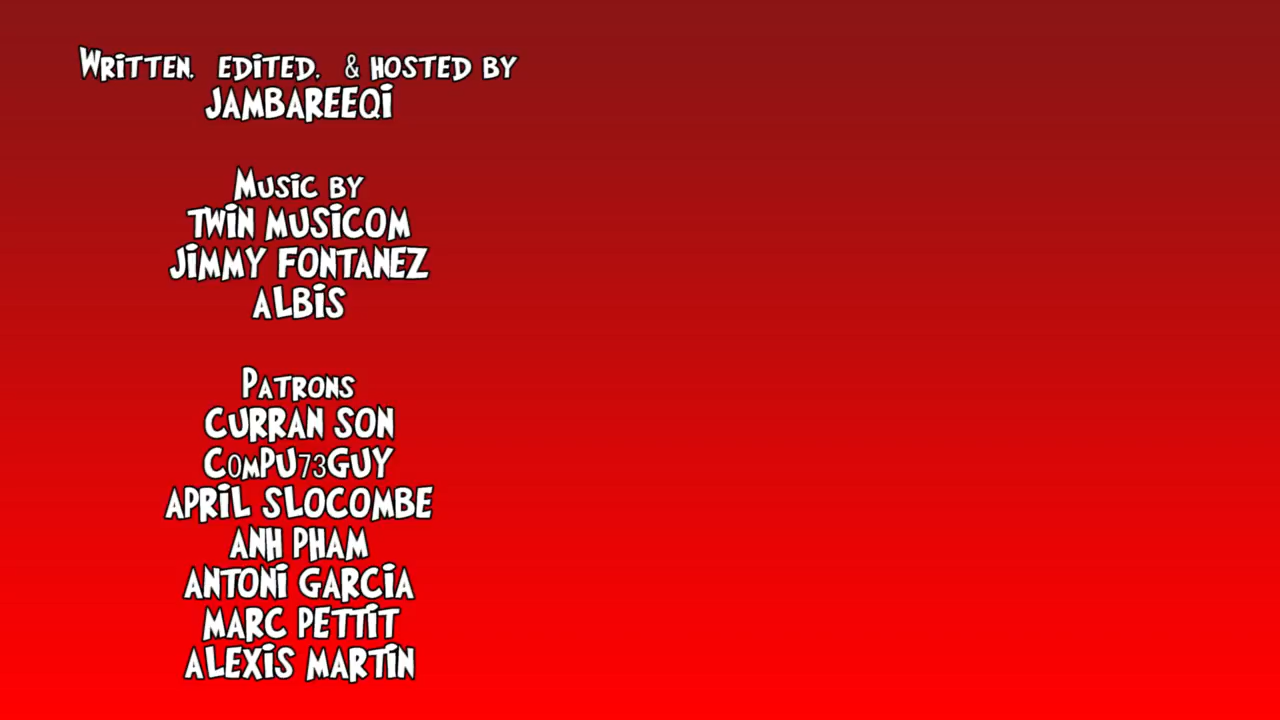 Written, edited, & hosted by
JAMBAREEQi
Music by
TWiN MUSiCOM
JiMMY FONTANEZ
ALBiS
Patrons
CURRAN SON
C0mPU73GUY
APRiL SLOCOMBE
ANH PHAM
ANTONi GARCiA
MARC PETTiT
ALEXiS MARTiN